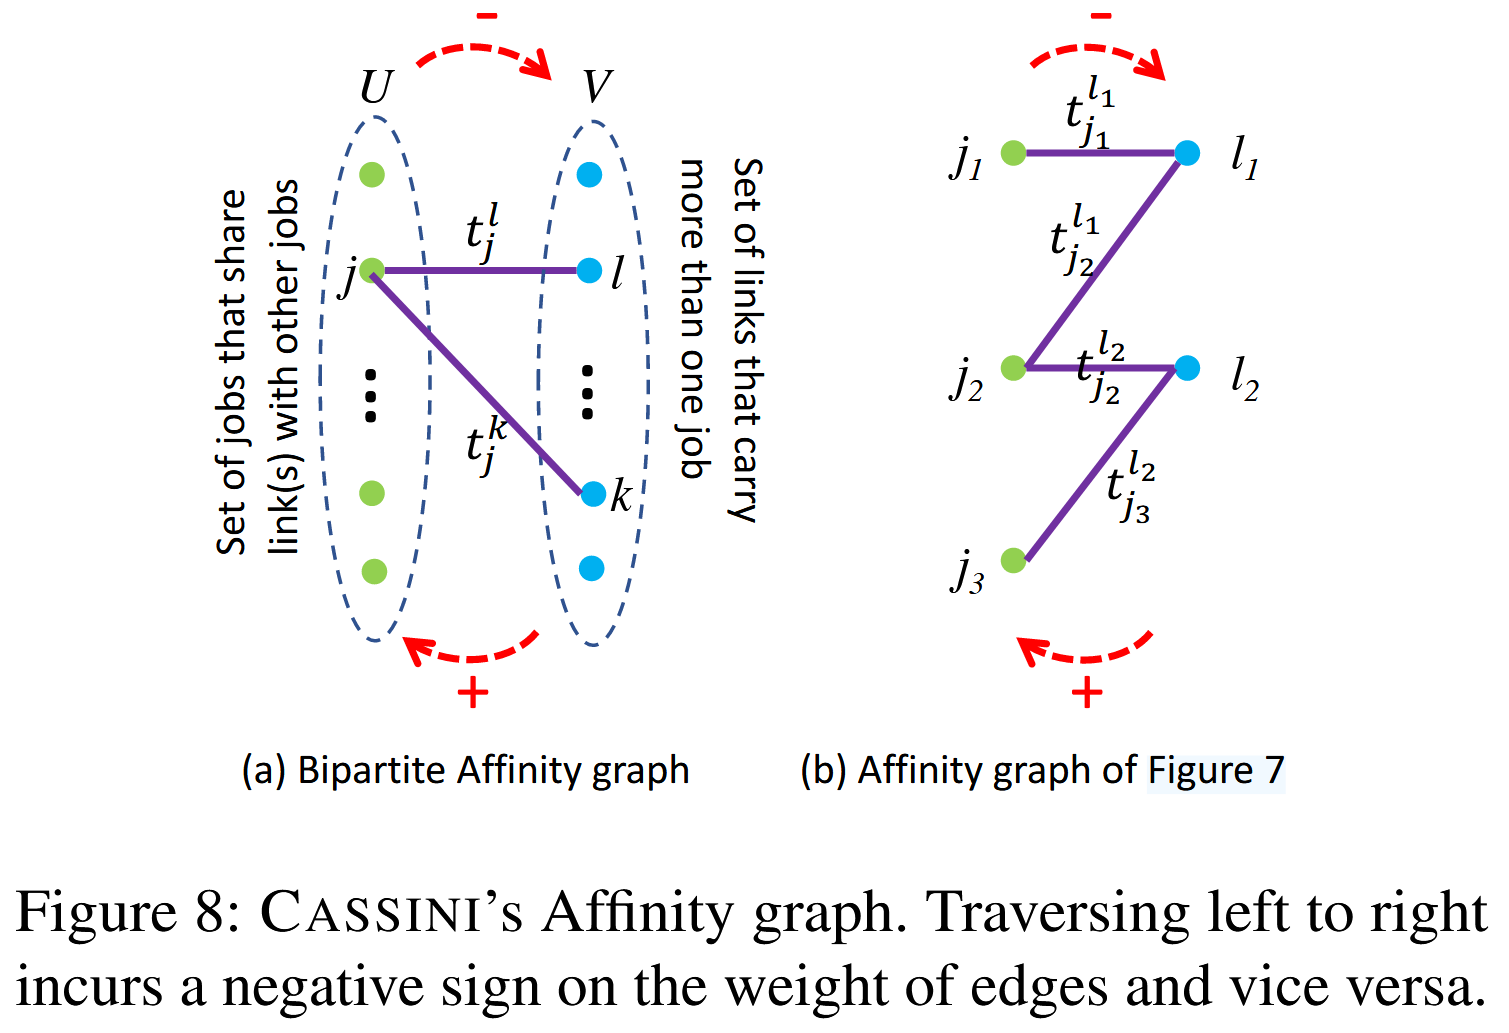 −
U
V
Set of jobs that share
link(s) with other jobs
j
t_j^l
l
t_j^k
k
Set of links that carry
more than one job
+
(a) Bipartite Affinity graph
−
j_1
t_{j_1}^{l_1}
l_1
t_{j_2}^{l_1}
j_2
t_{j_2}^{l_2}
l_2
t_{j_3}^{l_2}
j_3
+
(b) Affinity graph of Figure 7
Figure 8: CASSINI's Affinity graph. Traversing left to right
incurs a negative sign on the weight of edges and vice versa.